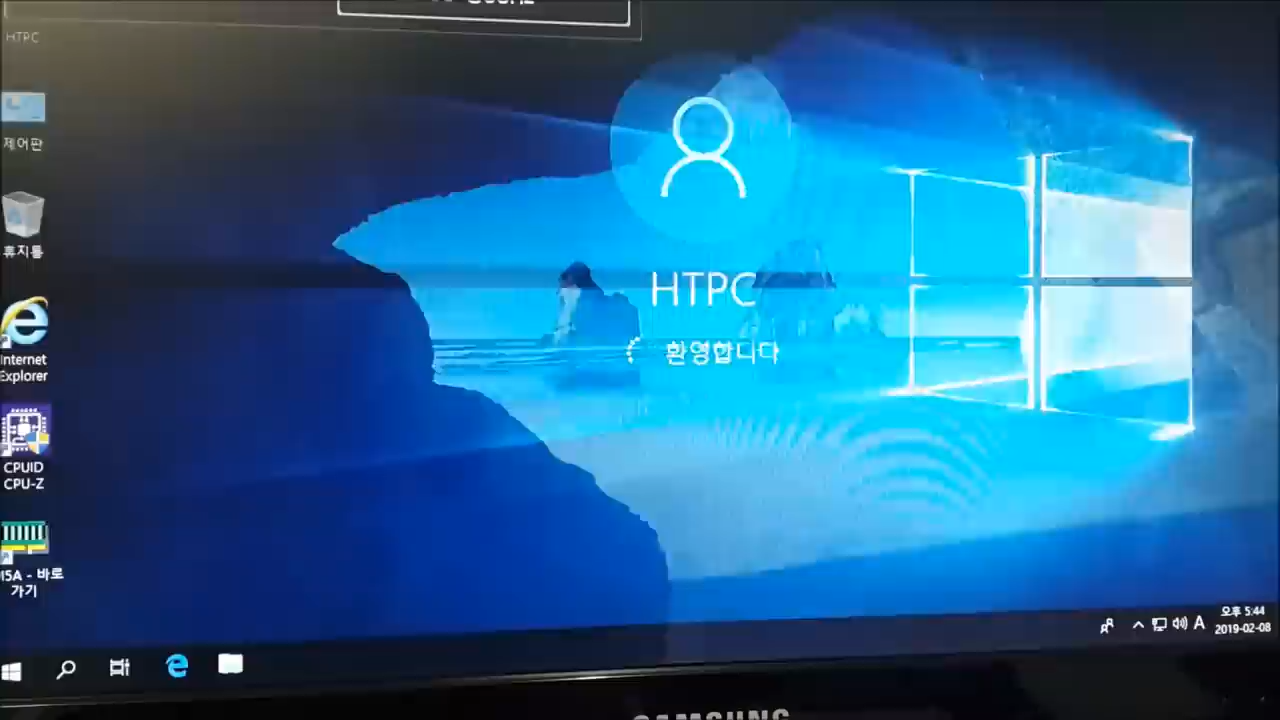 HTPC
제어판
휴지통
Internet
Explorer
CPUID
CPU-Z
바로
가기
HTPC
환영합니다
A
오후 5:44
2019-02-08
SAMSUNG